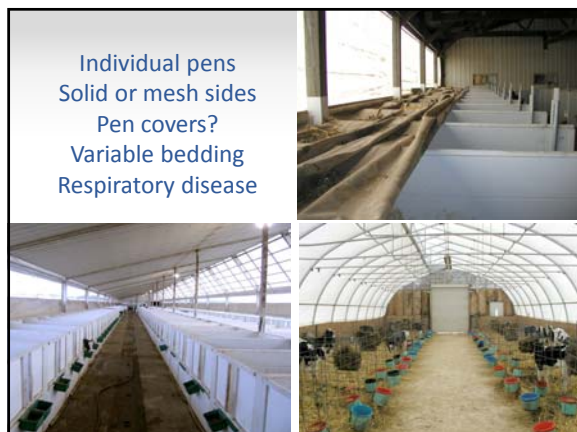 Individual pens
Solid or mesh sides
Pen covers?
Variable bedding
Respiratory disease